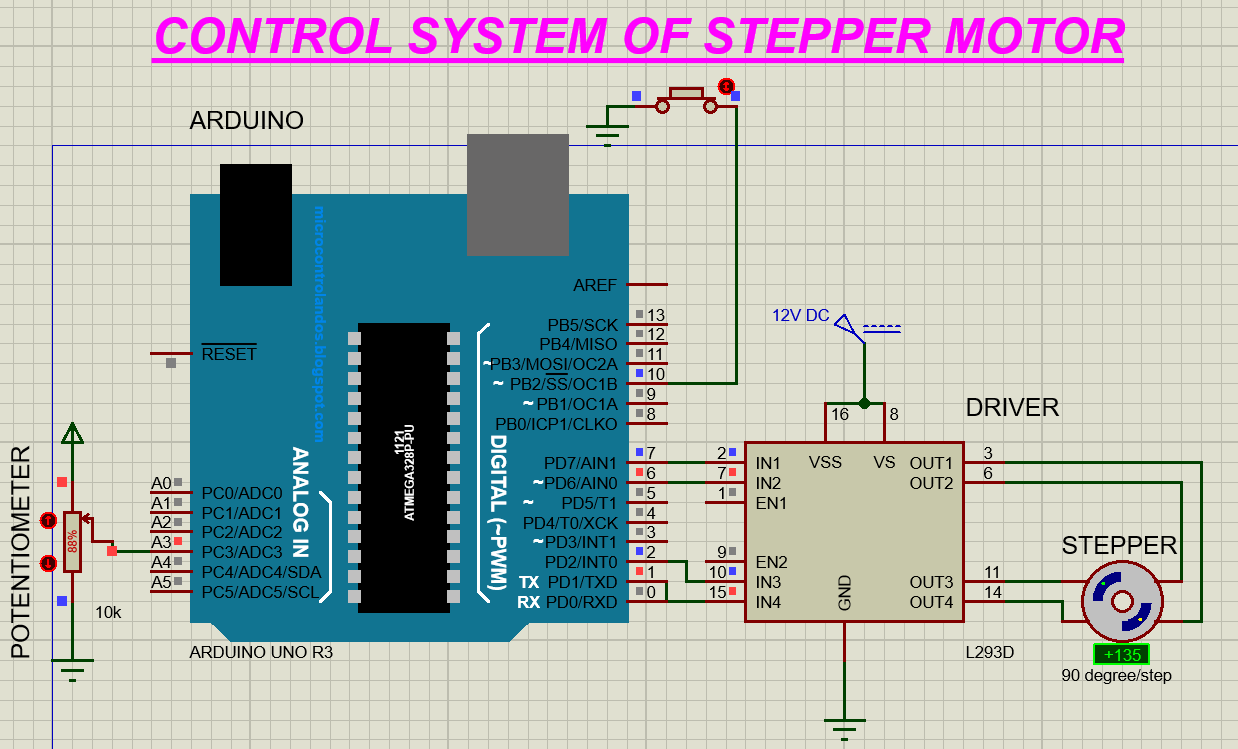 CONTROL SYSTEM OF STEPPER MOTOR
ARDUINO
microcontrolandos.blogspot.com
AREF
PB5/SCK 13
PB4/MISO 12
~PB3/MOSI/OC2A 11
~ PB2/SS/OC1B 10
~ PB1/OC1A 9
PB0/ICP1/CLKO 8
PD7/AIN1 7
~PD6/AIN0 6
~ PD5/T1 5
PD4/T0/XCK 4
~PD3/INT1 3
PD2/INT0 2
TX PD1/TXD 1
RX PD0/RXD 0
RESET
1121
ATMEGA328P-PU
DIGITAL (~PWM)
ANALOG IN
A0 PC0/ADC0
A1 PC1/ADC1
A2 PC2/ADC2
A3 PC3/ADC3
A4 PC4/ADC4/SDA
A5 PC5/ADC5/SCL
ARDUINO UNO R3
POTENTIOMETER
88%
10k
12V DC
DRIVER
16 8
VSS VS
2 IN1
7 IN2
1 EN1
9 EN2
10 IN3
15 IN4
GND
OUT1 3
OUT2 6
OUT3 11
OUT4 14
L293D
STEPPER
+135
90 degree/step